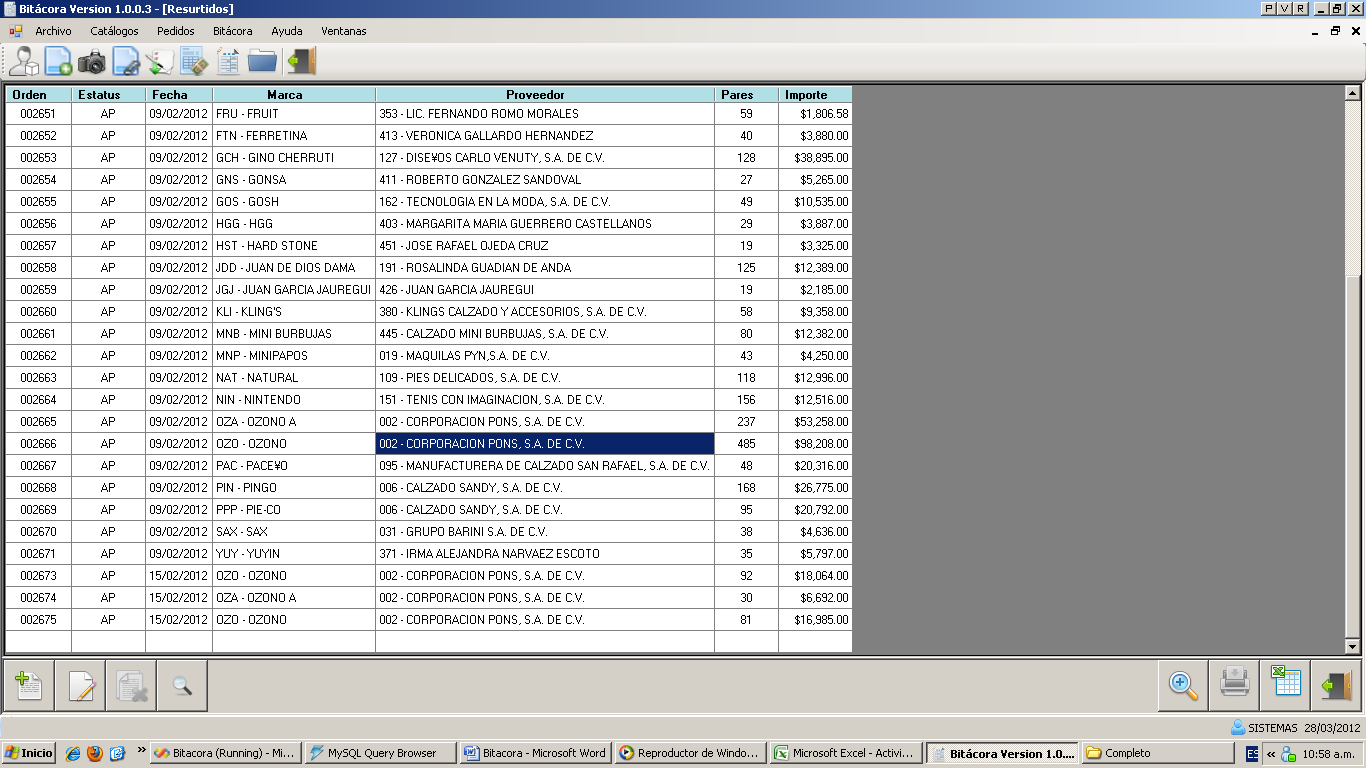 Bitácora Version 1.0.0.3 - [Resurtidos] P V R
Archivo Catálogos Pedidos Bitácora Ayuda Ventanas
Orden Estatus Fecha Marca Proveedor Pares Importe
002651 AP 09/02/2012 FRU - FRUIT 353 - LIC. FERNANDO ROMO MORALES 59 $1,806.58
002652 AP 09/02/2012 FTN - FERRETINA 413 - VERONICA GALLARDO HERNANDEZ 40 $3,880.00
002653 AP 09/02/2012 GCH - GINO CHERRUTI 127 - DISE¥OS CARLO VENUTY, S.A. DE C.V. 128 $38,895.00
002654 AP 09/02/2012 GNS - GONSA 411 - ROBERTO GONZALEZ SANDOVAL 27 $5,265.00
002655 AP 09/02/2012 GOS - GOSH 162 - TECNOLOGIA EN LA MODA, S.A. DE C.V. 49 $10,535.00
002656 AP 09/02/2012 HGG - HGG 403 - MARGARITA MARIA GUERRERO CASTELLANOS 29 $3,887.00
002657 AP 09/02/2012 HST - HARD STONE 451 - JOSE RAFAEL OJEDA CRUZ 19 $3,325.00
002658 AP 09/02/2012 JDD - JUAN DE DIOS DAMA 191 - ROSALINDA GUADIAN DE ANDA 125 $12,389.00
002659 AP 09/02/2012 JGJ - JUAN GARCIA JAUREGUI 426 - JUAN GARCIA JAUREGUI 19 $2,185.00
002660 AP 09/02/2012 KLI - KLING'S 380 - KLINGS CALZADO Y ACCESORIOS, S.A. DE C.V. 58 $9,358.00
002661 AP 09/02/2012 MNB - MINI BURBUJAS 445 - CALZADO MINI BURBUJAS, S.A. DE C.V. 80 $12,382.00
002662 AP 09/02/2012 MNP - MINIPAPOS 019 - MAQUILAS PYN,S.A. DE C.V. 43 $4,250.00
002663 AP 09/02/2012 NAT - NATURAL 109 - PIES DELICADOS, S.A. DE C.V. 118 $12,996.00
002664 AP 09/02/2012 NIN - NINTENDO 151 - TENIS CON IMAGINACION, S.A. DE C.V. 156 $12,516.00
002665 AP 09/02/2012 OZA - OZONO A 002 - CORPORACION PONS, S.A. DE C.V. 237 $53,258.00
002666 AP 09/02/2012 OZO - OZONO 002 - CORPORACION PONS, S.A. DE C.V. 485 $98,208.00
002667 AP 09/02/2012 PAC - PACE¥O 095 - MANUFACTURERA DE CALZADO SAN RAFAEL, S.A. DE C.V. 48 $20,316.00
002668 AP 09/02/2012 PIN - PINGO 006 - CALZADO SANDY, S.A. DE C.V. 168 $26,775.00
002669 AP 09/02/2012 PPP - PIE-CO 006 - CALZADO SANDY, S.A. DE C.V. 95 $20,792.00
002670 AP 09/02/2012 SAX - SAX 031 - GRUPO BARINI S.A. DE C.V. 38 $4,636.00
002671 AP 09/02/2012 YUY - YUYIN 371 - IRMA ALEJANDRA NARVAEZ ESCOTO 35 $5,797.00
002673 AP 15/02/2012 OZO - OZONO 002 - CORPORACION PONS, S.A. DE C.V. 92 $18,064.00
002674 AP 15/02/2012 OZA - OZONO A 002 - CORPORACION PONS, S.A. DE C.V. 30 $6,692.00
002675 AP 15/02/2012 OZO - OZONO 002 - CORPORACION PONS, S.A. DE C.V. 81 $16,985.00
SISTEMAS 28/03/2012
Inicio » Bitacora (Running) - Mi... MySQL Query Browser Bitacora - Microsoft Word Reproductor de Windo... Microsoft Excel - Activi... Bitácora Version 1.0.... Completo ES « 10:58 a.m.